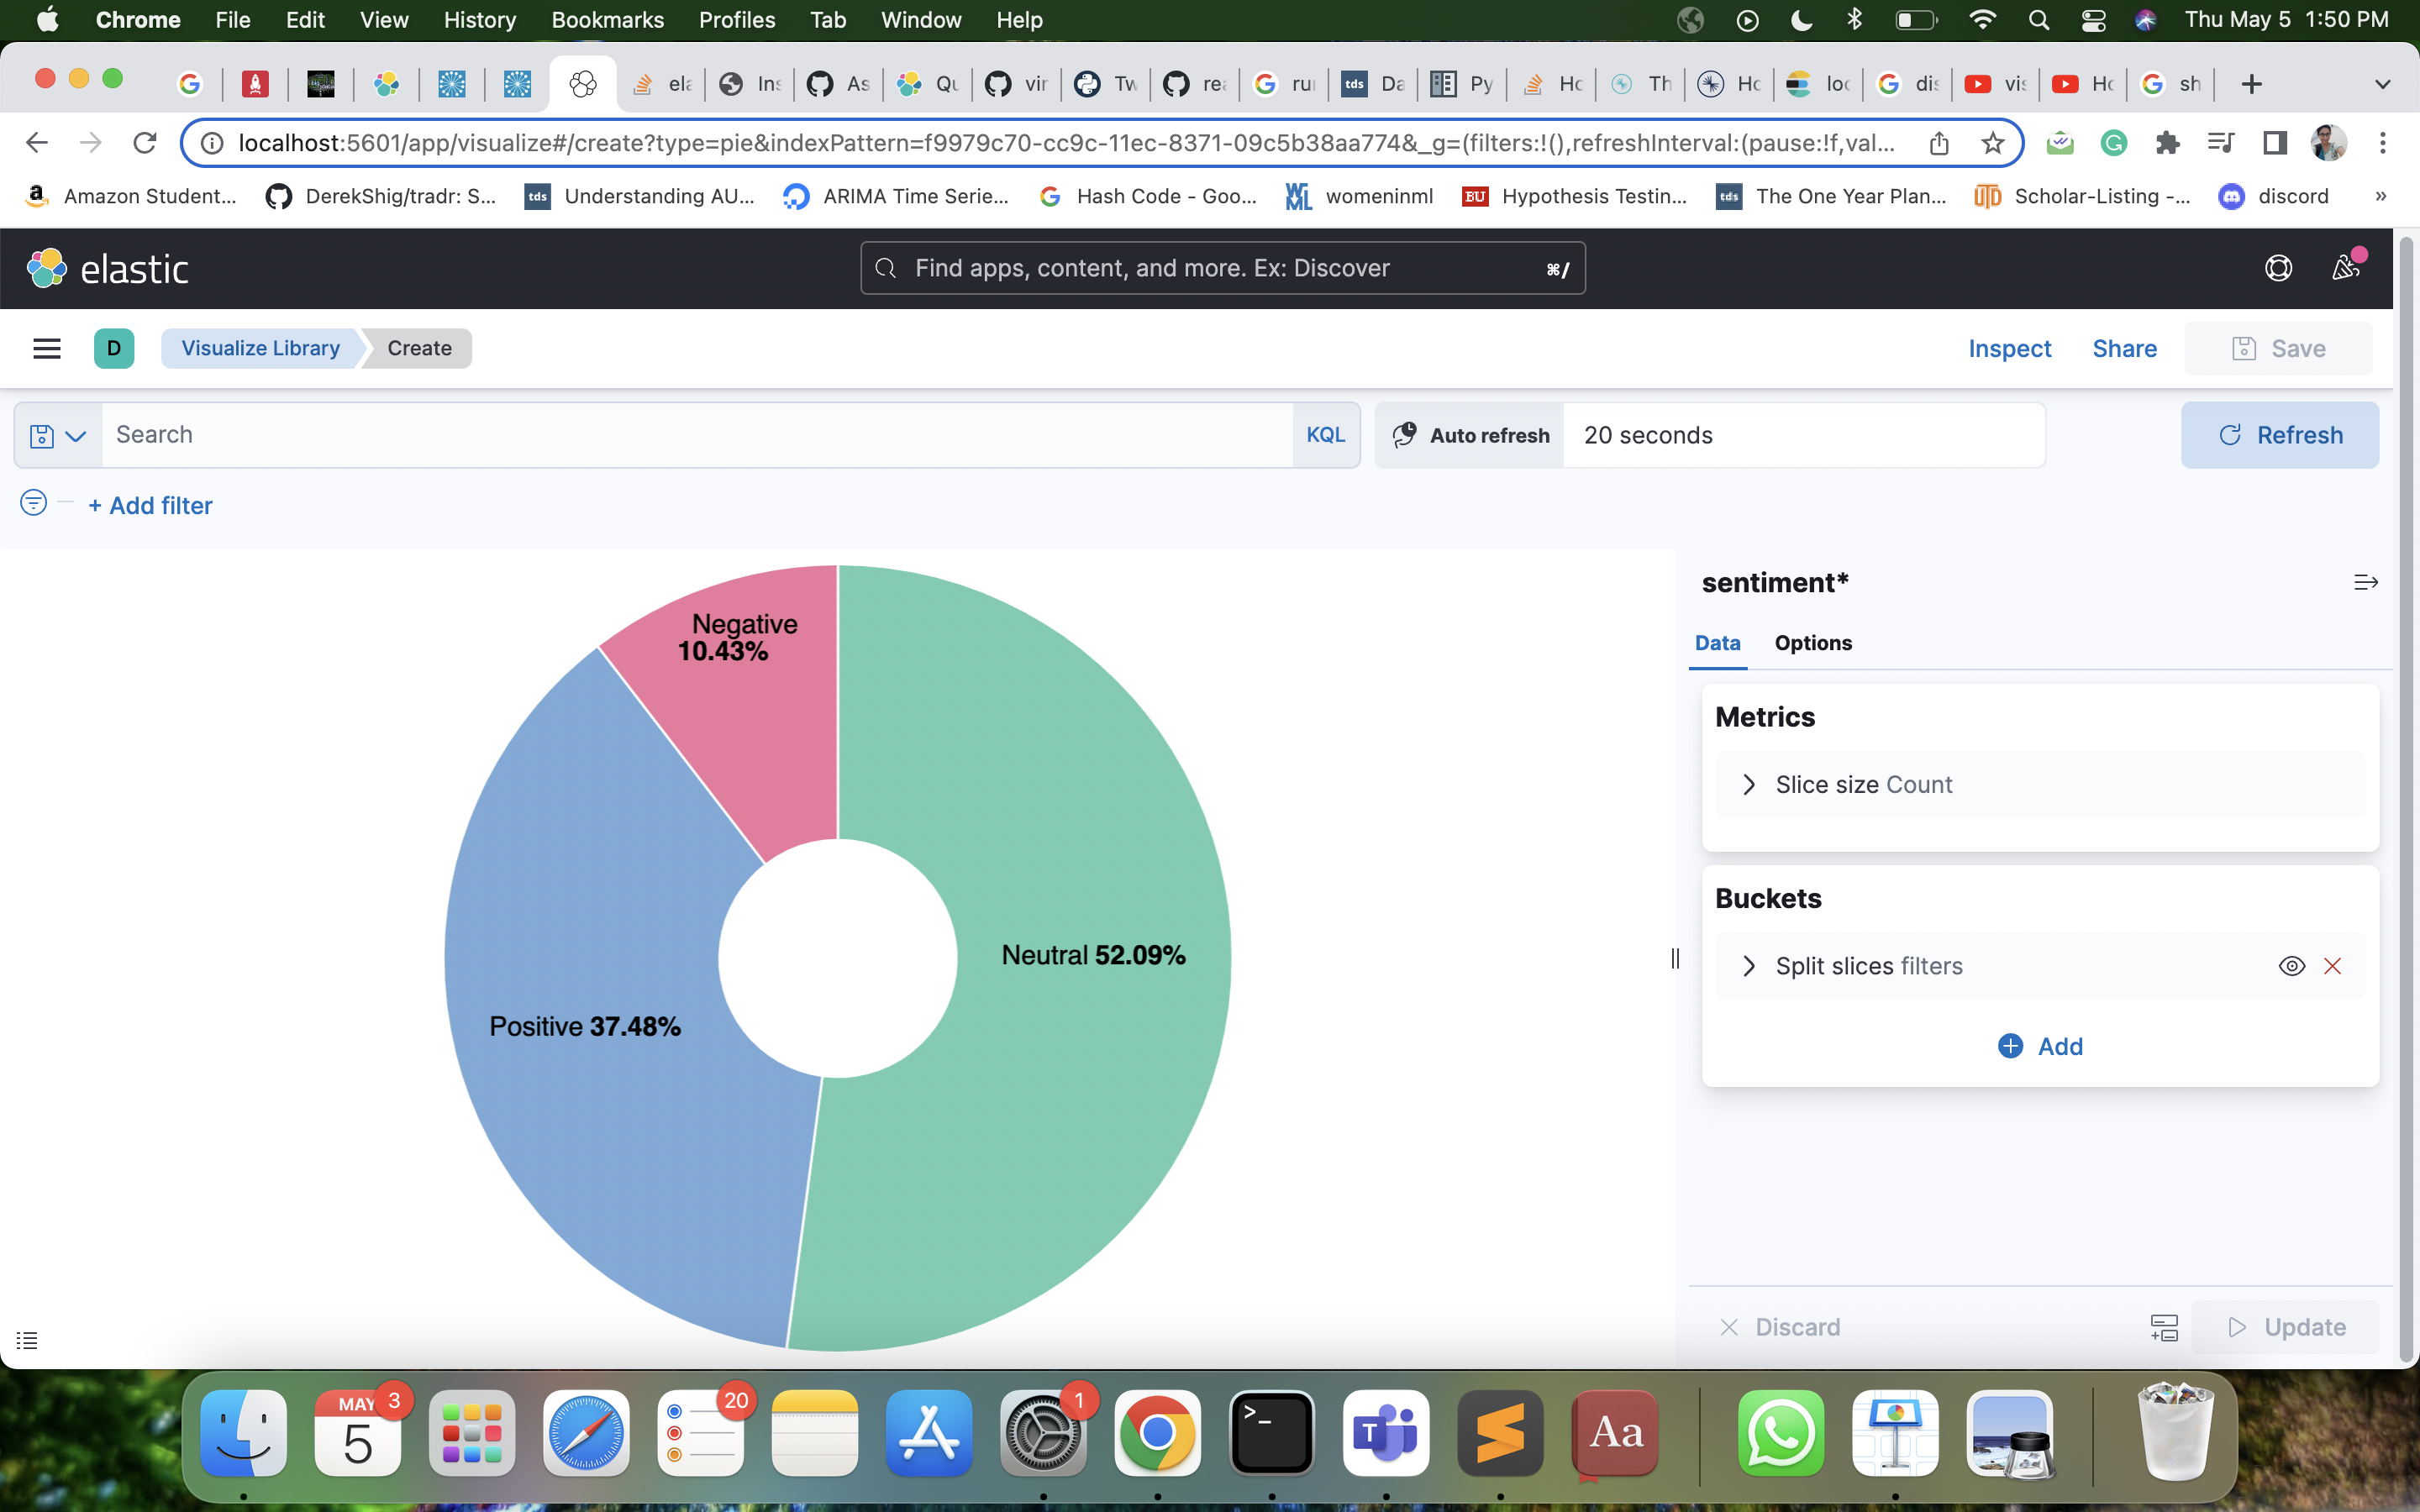 Chrome File Edit View History Bookmarks Profiles Tab Window Help Thu May 5 1:50 PM
ela Ins As Qu vir Tw rea ru tds Da Py Ho Th Ho loc dis vis Ho sh
localhost:5601/app/visualize#/create?type=pie&indexPattern=f9979c70-cc9c-11ec-8371-09c5b38aa774&_g=(filters:!(),refreshInterval:(pause:!f,val...
Amazon Student... DerekShig/tradr: S... tds Understanding AU... ARIMA Time Serie... Hash Code - Goo... womeninml BU Hypothesis Testin... tds The One Year Plan... Scholar-Listing -... discord »
elastic Find apps, content, and more. Ex: Discover ⌘/
D Visualize Library Create Inspect Share Save
Search KQL Auto refresh 20 seconds Refresh
+ Add filter
sentiment*
Data Options
Negative
10.43%
Neutral 52.09%
Positive 37.48%
Metrics
Slice size Count
Buckets
Split slices filters
Add
Discard Update
MAY 3 20 1
5 >_ T Aa